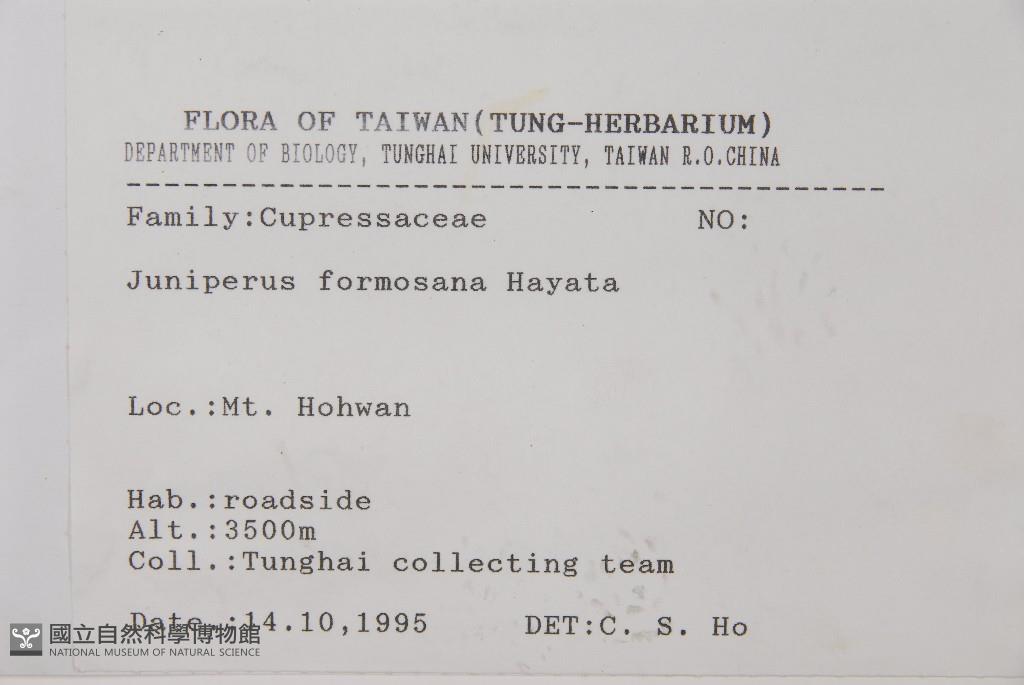 FLORA OF TAIWAN(TUNG-HERBARIUM)
DEPARTMENT OF BIOLOGY, TUNGHAI UNIVERSITY, TAIWAN R.O.CHINA
----------------------------------------
Family:Cupressaceae NO:
Juniperus formosana Hayata
Loc.:Mt. Hohwan
Hab.:roadside
Alt.:3500m
Coll.:Tunghai collecting team
Date.:14.10,1995 DET:C. S. Ho
國立自然科學博物館
NATIONAL MUSEUM OF NATURAL SCIENCE